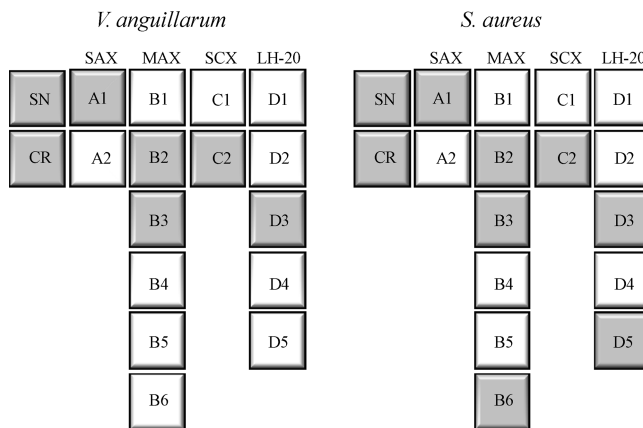 V. anguillarum
S. aureus
SAX MAX SCX LH-20
SAX MAX SCX LH-20
SN A1 B1 C1 D1
SN A1 B1 C1 D1
CR A2 B2 C2 D2
CR A2 B2 C2 D2
B3 D3
B3 D3
B4 D4
B4 D4
B5 D5
B5 D5
B6
B6